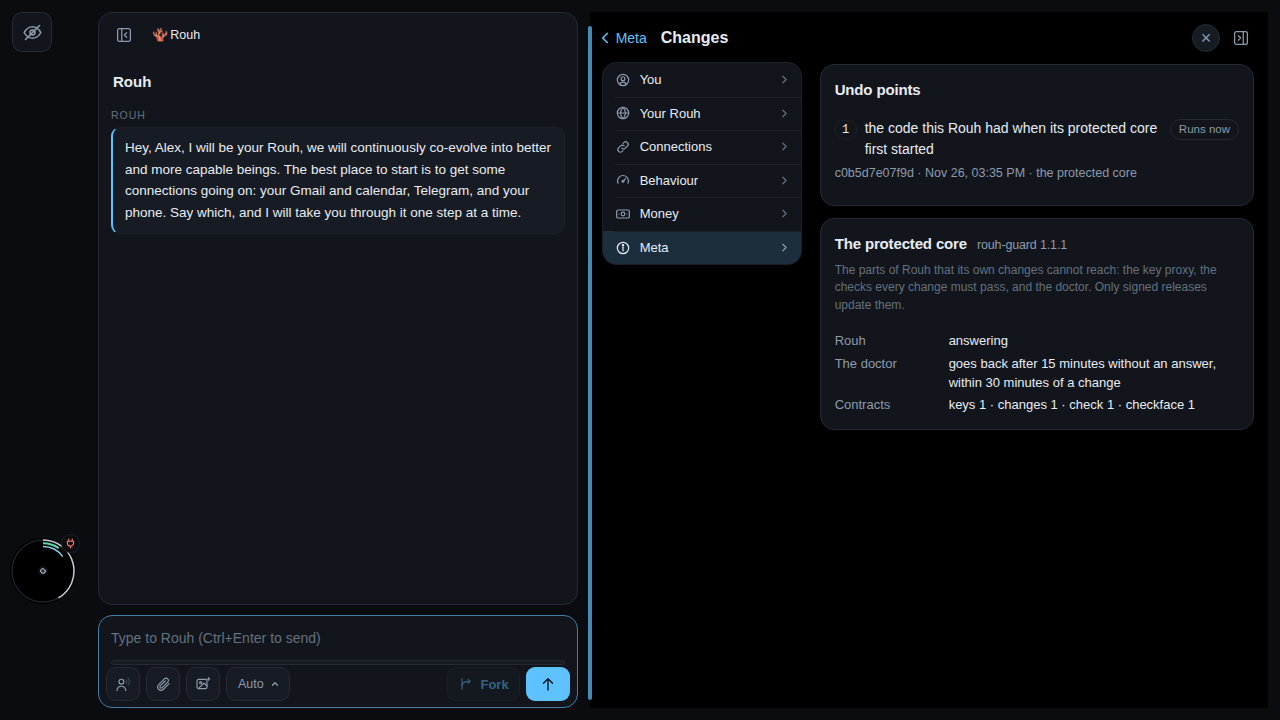 Rouh
Rouh
ROUH
Hey, Alex, I will be your Rouh, we will continuously co-evolve into better
and more capable beings. The best place to start is to get some
connections going on: your Gmail and calendar, Telegram, and your
phone. Say which, and I will take you through it one step at a time.
Type to Rouh (Ctrl+Enter to send)
Auto
Fork
Meta
Changes
You
Your Rouh
Connections
Behaviour
Money
Meta
Undo points
1
the code this Rouh had when its protected core
first started
Runs now
c0b5d7e07f9d · Nov 26, 03:35 PM · the protected core
The protected core rouh-guard 1.1.1
The parts of Rouh that its own changes cannot reach: the key proxy, the
checks every change must pass, and the doctor. Only signed releases
update them.
Rouh answering
The doctor goes back after 15 minutes without an answer,
within 30 minutes of a change
Contracts keys 1 · changes 1 · check 1 · checkface 1